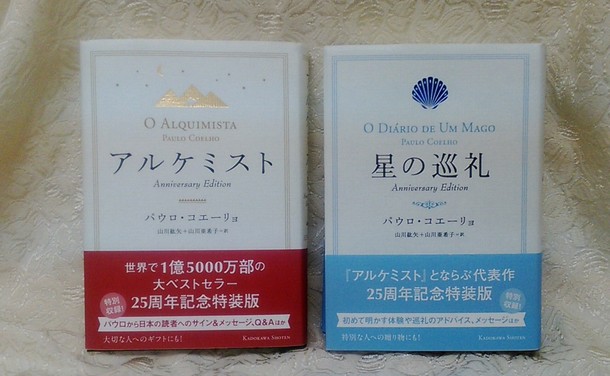 O ALQUIMISTA
PAULO COELHO
アルケミスト
Anniversary Edition
パウロ・コエーリョ
山川紘矢+山川亜希子=訳
世界で1億5000万部の
大ベストセラー
25周年記念特装版
特別
収録!
パウロから日本の読者へのサイン&メッセージ、Q&Aほか
大切な人へのギフトにも!
KADOKAWA SHOTEN
O DIÁRIO DE UM MAGO
PAULO COELHO
星の巡礼
Anniversary Edition
パウロ・コエーリョ
山川紘矢+山川亜希子=訳
『アルケミスト』とならぶ代表作
25周年記念特装版
特別
収録!
初めて明かす体験や巡礼のアドバイス、メッセージほか
特別な人への贈り物にも!
KADOKAWA SHOTEN